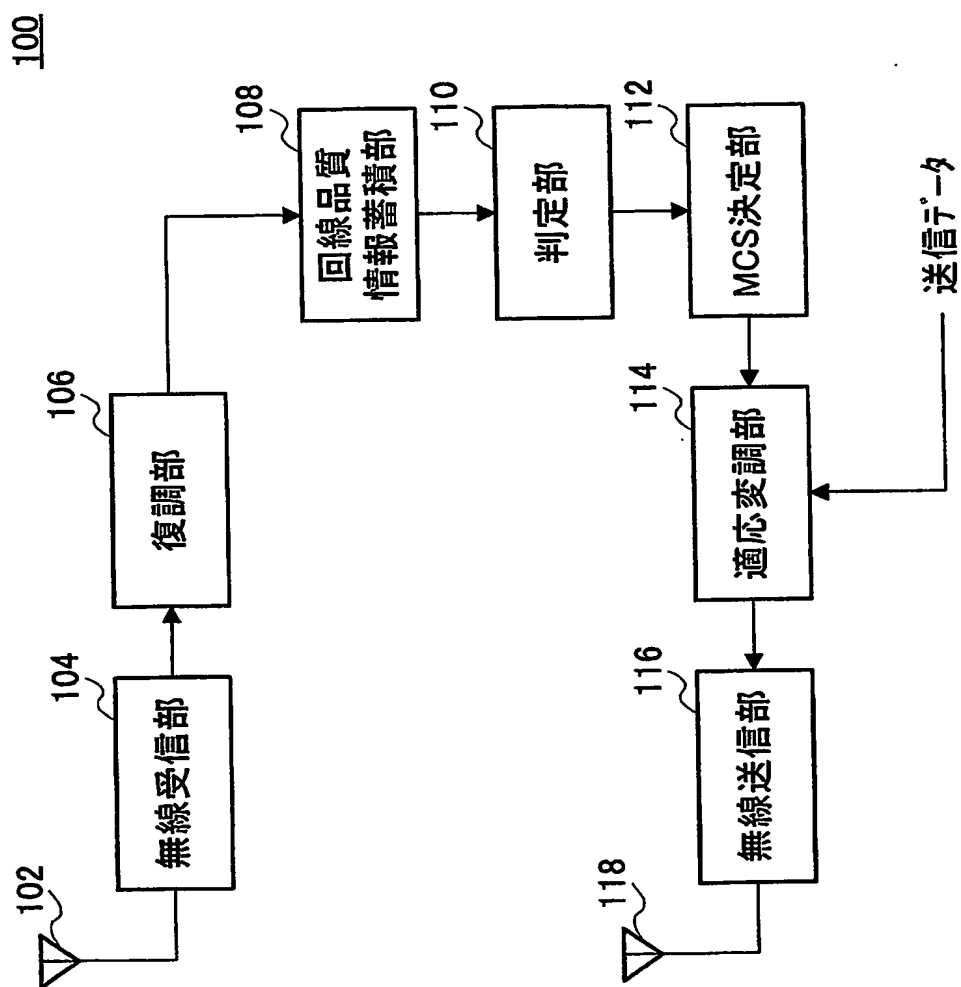 100
102
104
無線受信部
106
復調部
108
回線品質
情報蓄積部
110
判定部
112
MCS決定部
114
適応変調部
116
無線送信部
118
送信データ